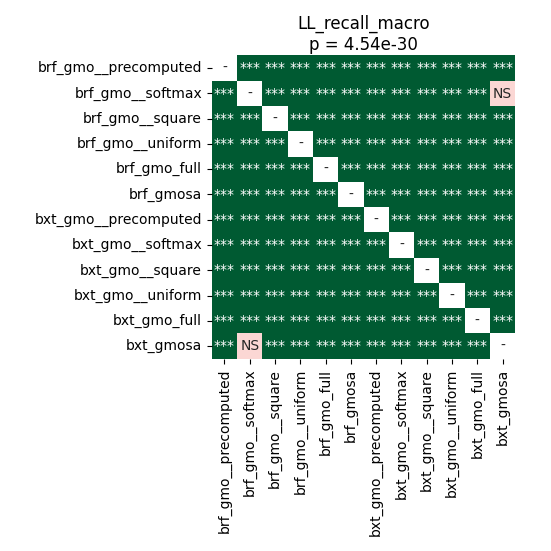 LL_recall_macro
p = 4.54e-30
brf_gmo__precomputed - *** *** *** *** *** *** *** *** *** *** ***
brf_gmo__softmax *** - *** *** *** *** *** *** *** *** *** NS
brf_gmo__square *** *** - *** *** *** *** *** *** *** *** ***
brf_gmo__uniform *** *** *** - *** *** *** *** *** *** *** ***
brf_gmo_full *** *** *** *** - *** *** *** *** *** *** ***
brf_gmosa *** *** *** *** *** - *** *** *** *** *** ***
bxt_gmo__precomputed *** *** *** *** *** *** - *** *** *** *** ***
bxt_gmo__softmax *** *** *** *** *** *** *** - *** *** *** ***
bxt_gmo__square *** *** *** *** *** *** *** *** - *** *** ***
bxt_gmo__uniform *** *** *** *** *** *** *** *** *** - *** ***
bxt_gmo_full *** *** *** *** *** *** *** *** *** *** - ***
bxt_gmosa *** NS *** *** *** *** *** *** *** *** *** -
brf_gmo__precomputed
brf_gmo__softmax
brf_gmo__square
brf_gmo__uniform
brf_gmo_full
brf_gmosa
bxt_gmo__precomputed
bxt_gmo__softmax
bxt_gmo__square
bxt_gmo__uniform
bxt_gmo_full
bxt_gmosa